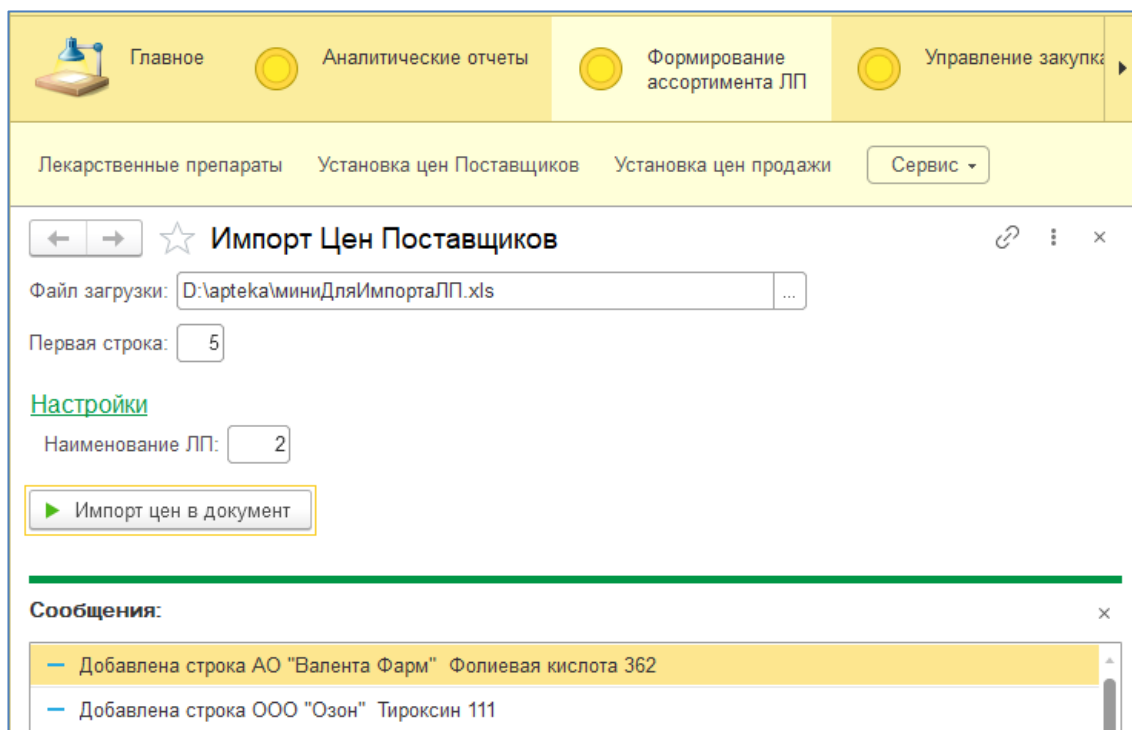 Главное
Аналитические отчеты
Формирование
ассортимента ЛП
Управление
Лекарственные препараты Установка цен Поставщиков Установка цен продажи Сервис
Импорт Цен Поставщиков
Файл загрузки: D:\apteka\миниДляИмпортаЛП.xls ...
Первая строка: 5
Настройки
Наименование ЛП: 2
Импорт цен в документ
Сообщения:
Добавлена строка АО "Валента Фарм" Фолиевая кислота 362
Добавлена строка ООО "Озон" Тироксин 111